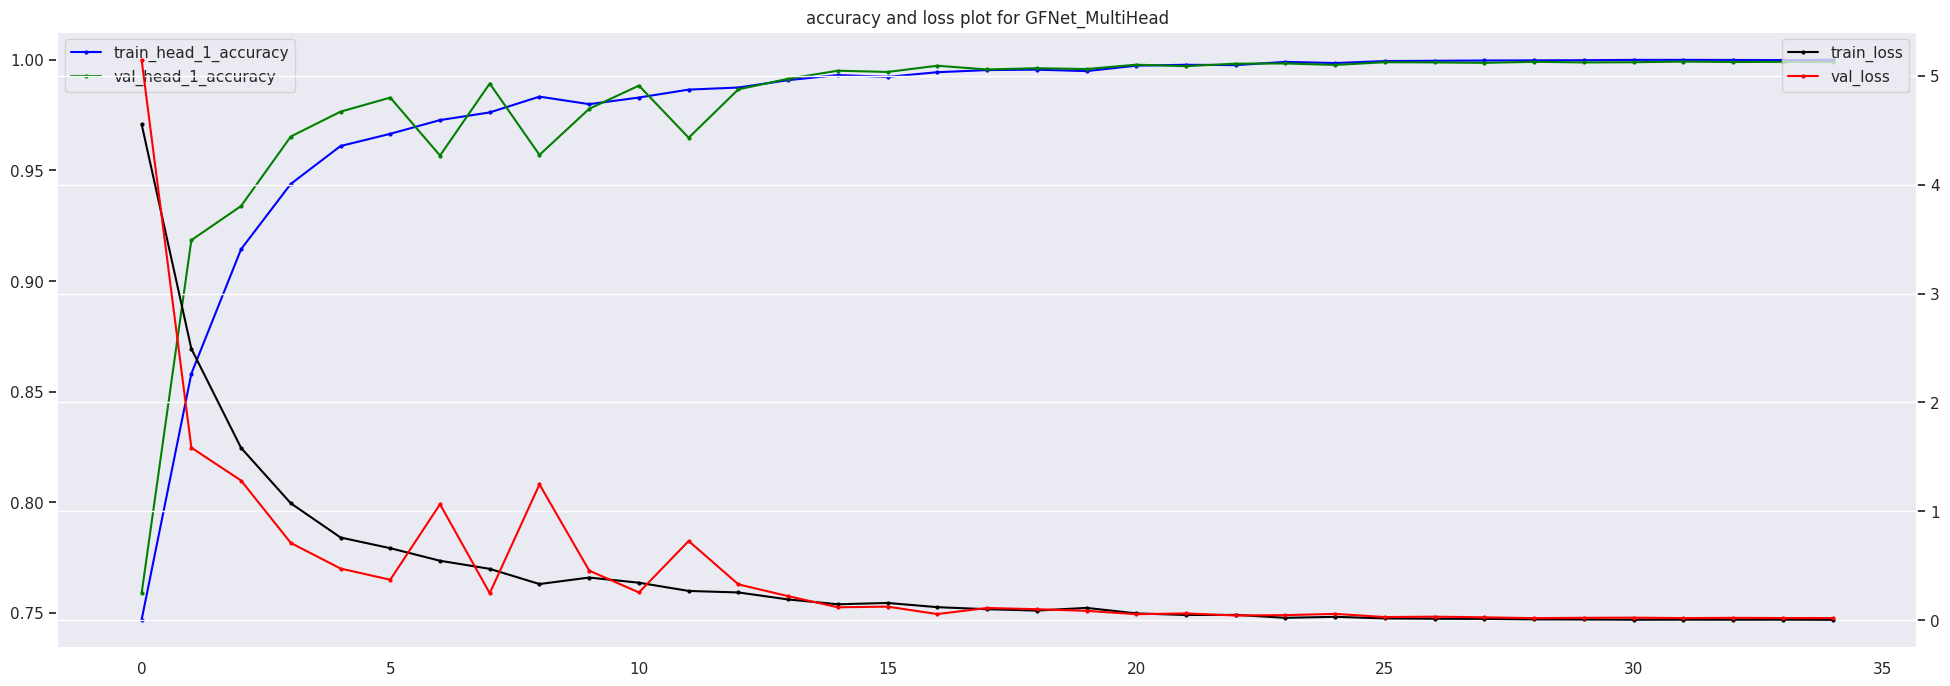 accuracy and loss plot for GFNet_MultiHead
train_head_1_accuracy
val_head_1_accuracy
train_loss
val_loss
1.00
0.95
0.90
0.85
0.80
0.75
5
4
3
2
1
0
0 5 10 15 20 25 30 35